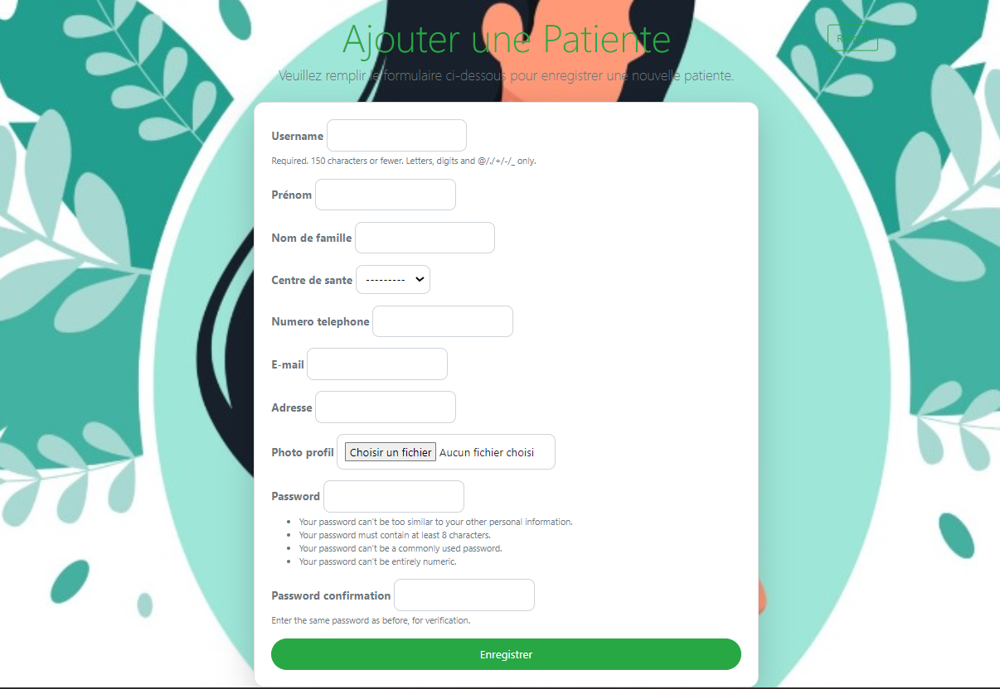 Ajouter une Patiente
Veuillez remplir le formulaire ci-dessous pour enregistrer une nouvelle patiente.
Username
Required. 150 characters or fewer. Letters, digits and @/./+/-/_ only.
Prénom
Nom de famille
Centre de sante ---------
Numero telephone
E-mail
Adresse
Photo profil Choisir un fichier Aucun fichier choisi
Password
Your password can't be too similar to your other personal information.
Your password must contain at least 8 characters.
Your password can't be a commonly used password.
Your password can't be entirely numeric.
Password confirmation
Enter the same password as before, for verification.
Enregistrer